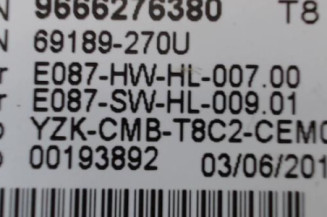 9666276380 T8
N 69189-270U
r E087-HW-HL-007.00
r E087-SW-HL-009.01
YZK-CMB-T8C2-CEM
00193892 03/06/201